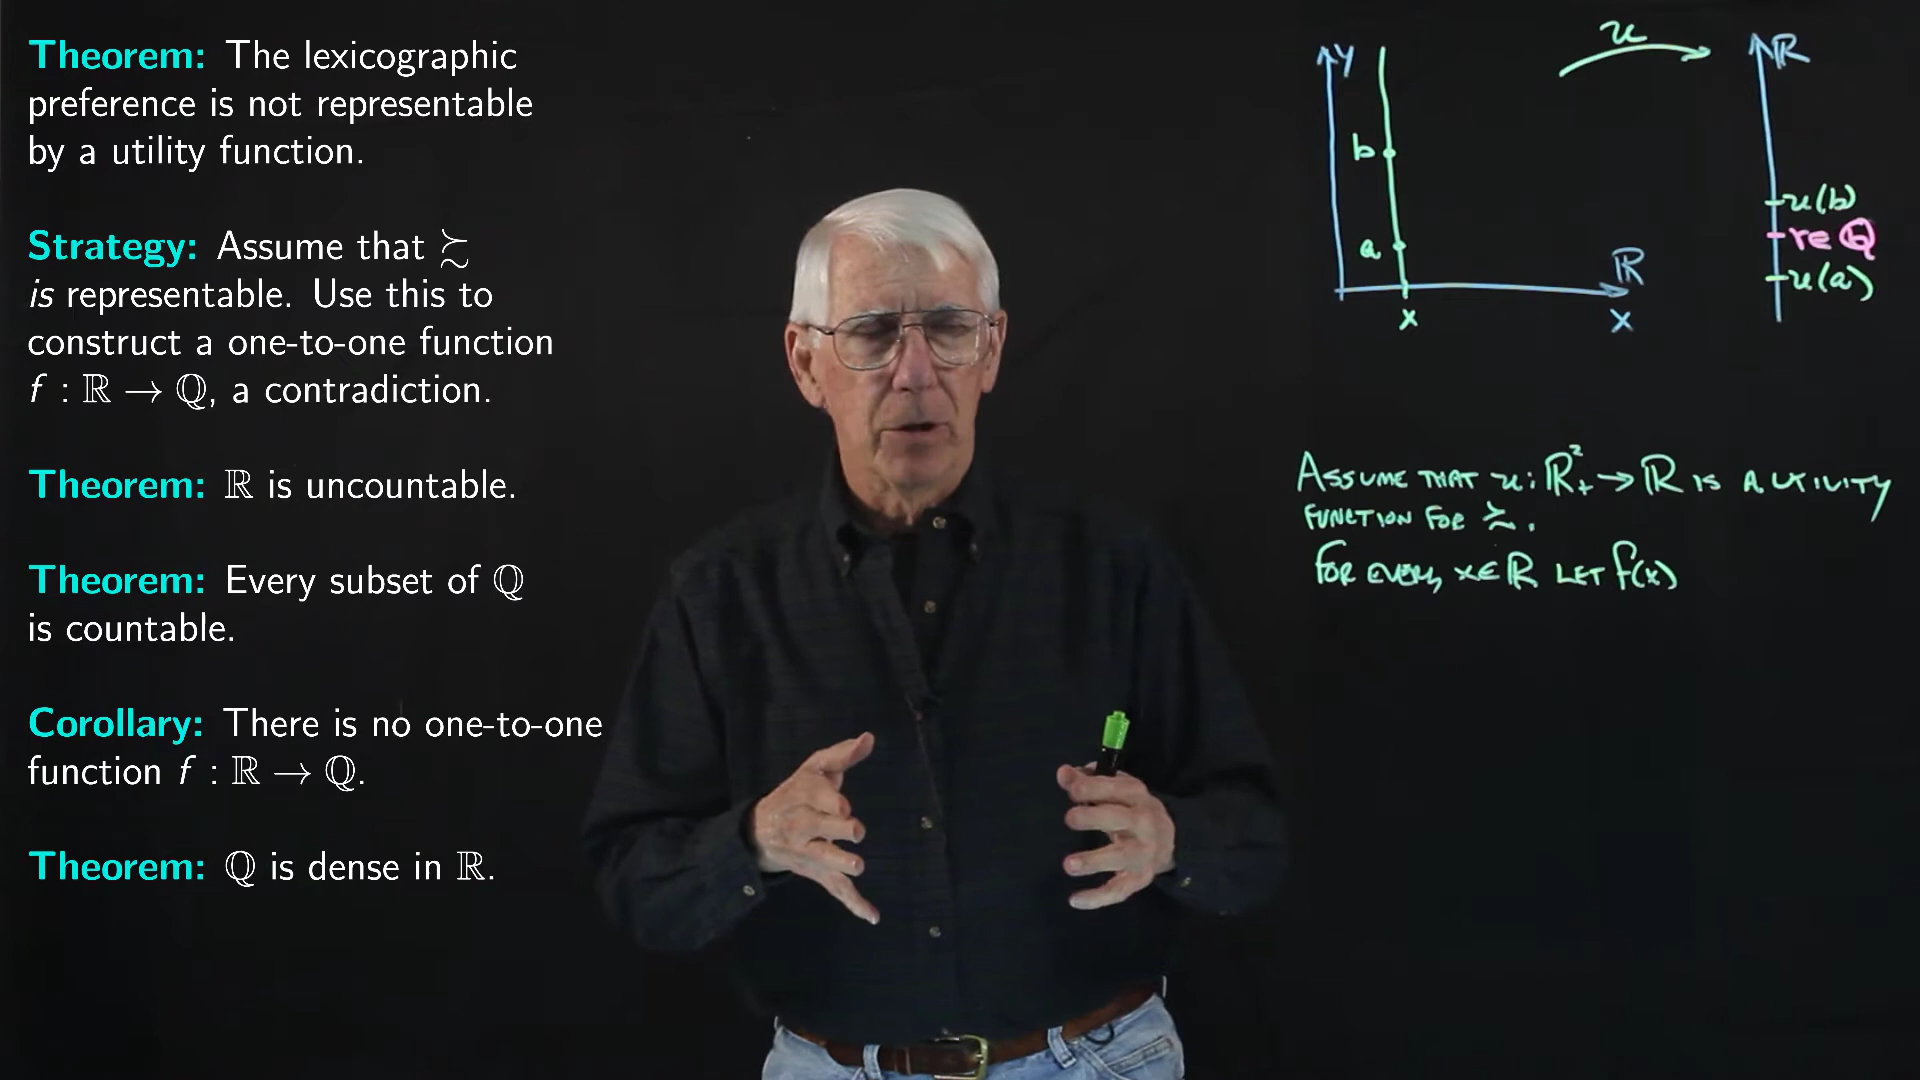 Theorem: The lexicographic
preference is not representable
by a utility function.
Strategy: Assume that ≿
is representable. Use this to
construct a one-to-one function
f : ℝ → ℚ, a contradiction.
Theorem: ℝ is uncountable.
Theorem: Every subset of ℚ
is countable.
Corollary: There is no one-to-one
function f : ℝ → ℚ.
Theorem: ℚ is dense in ℝ.
u
Y
ℝ
b
u(b)
a
r∈ℚ
ℝ
u(a)
x
X
ASSUME THAT u: ℝ²₊ → ℝ IS A UTILITY
FUNCTION FOR ≿.
FOR EVERY x∈ℝ LET f(x)